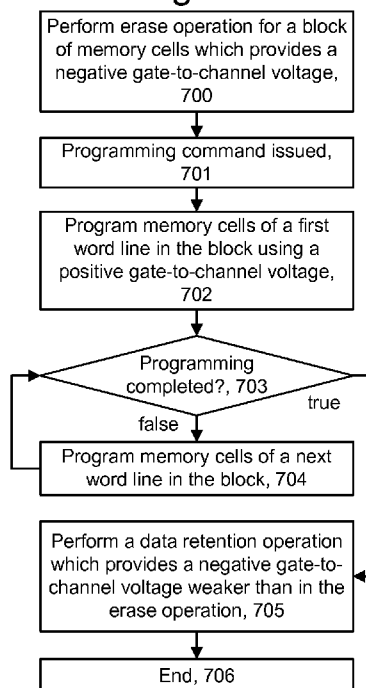 Perform erase operation for a block
of memory cells which provides a
negative gate-to-channel voltage,
700
Programming command issued,
701
Program memory cells of a first
word line in the block using a
positive gate-to-channel voltage,
702
Programming
completed?, 703
true
false
Program memory cells of a next
word line in the block, 704
Perform a data retention operation
which provides a negative gate-to-
channel voltage weaker than in the
erase operation, 705
End, 706